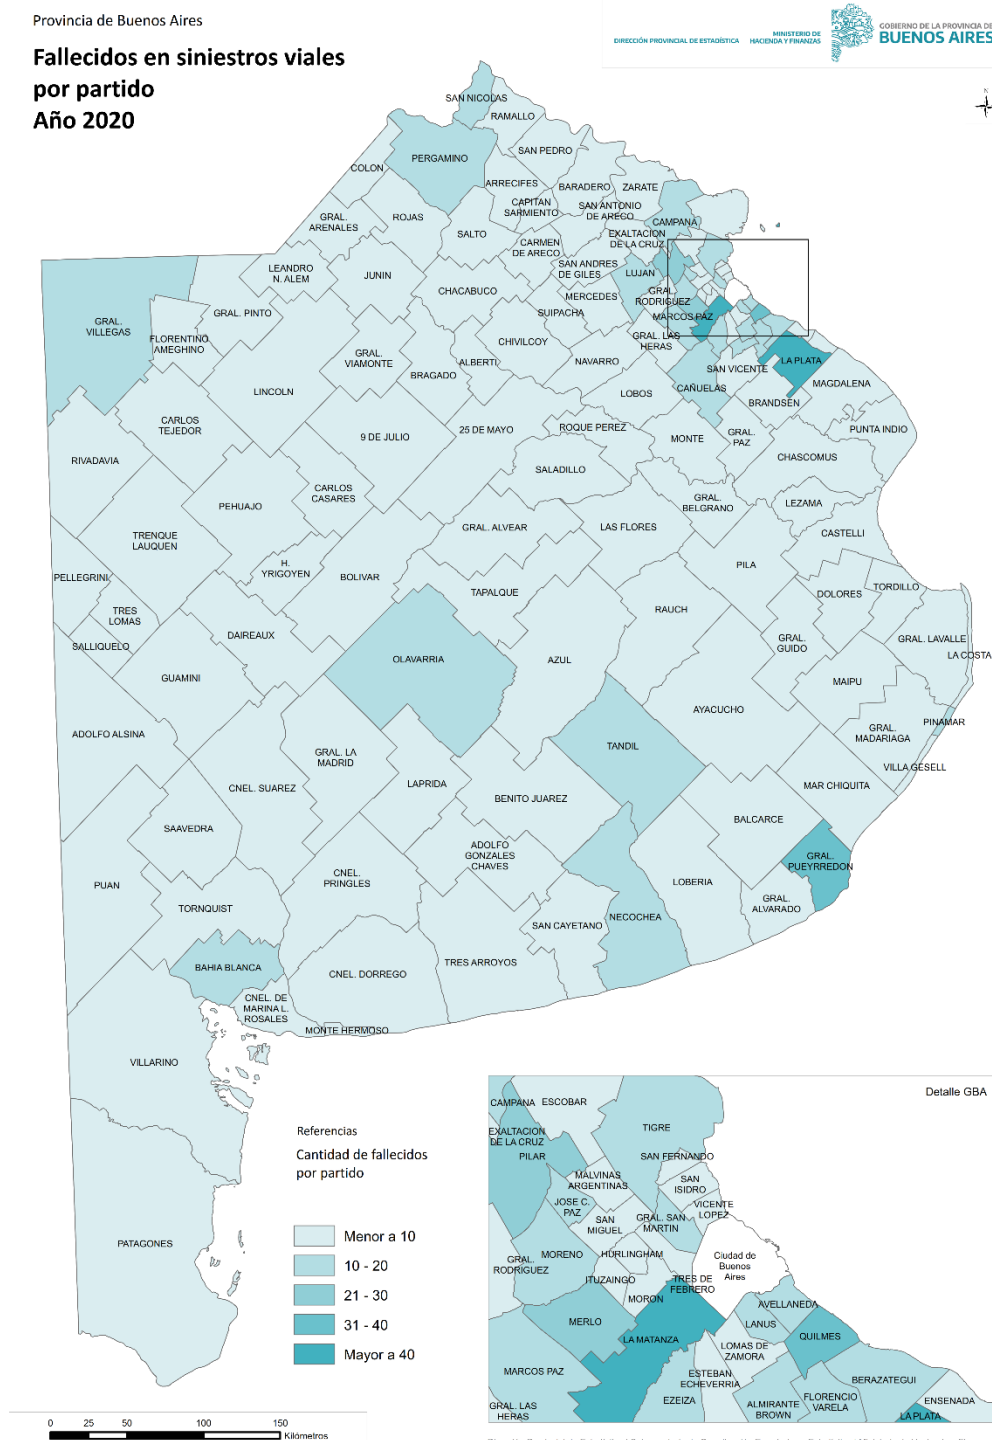 Provincia de Buenos Aires
Fallecidos en siniestros viales
por partido
Año 2020
DIRECCIÓN PROVINCIAL DE ESTADÍSTICA
MINISTERIO DE
HACIENDA Y FINANZAS
GOBIERNO DE LA PROVINCIA DE
BUENOS AIRES
N
SAN NICOLAS
RAMALLO
SAN PEDRO
PERGAMINO
COLON
ARRECIFES
BARADERO
ZARATE
CAPITAN
SARMIENTO
SAN ANTONIO
DE ARECO
CAMPANA
GRAL.
ARENALES
ROJAS
SALTO
CARMEN
DE ARECO
EXALTACION
DE LA CRUZ
LEANDRO
N. ALEM
JUNIN
SAN ANDRES
DE GILES
LUJAN
CHACABUCO
MERCEDES
GRAL.
RODRIGUEZ
GRAL. PINTO
SUIPACHA
MARCOS PAZ
GRAL.
VILLEGAS
FLORENTINO
AMEGHINO
GRAL.
VIAMONTE
CHIVILCOY
GRAL. LAS
HERAS
ALBERTI
NAVARRO
BRAGADO
SAN VICENTE
LA PLATA
LINCOLN
LOBOS
CAÑUELAS
MAGDALENA
BRANDSEN
CARLOS
TEJEDOR
9 DE JULIO
25 DE MAYO
ROQUE PEREZ
MONTE
GRAL.
PAZ
PUNTA INDIO
RIVADAVIA
SALADILLO
CHASCOMUS
CARLOS
CASARES
PEHUAJO
GRAL.
BELGRANO
LEZAMA
TRENQUE
LAUQUEN
GRAL. ALVEAR
LAS FLORES
CASTELLI
PELLEGRINI
H.
YRIGOYEN
BOLIVAR
PILA
TAPALQUE
DOLORES
TORDILLO
TRES
LOMAS
RAUCH
SALLIQUELO
DAIREAUX
GRAL.
GUIDO
GRAL. LAVALLE
LA COSTA
OLAVARRIA
AZUL
GUAMINI
MAIPU
AYACUCHO
ADOLFO ALSINA
PINAMAR
GRAL.
MADARIAGA
TANDIL
GRAL. LA
MADRID
VILLA GESELL
LAPRIDA
CNEL. SUAREZ
MAR CHIQUITA
BENITO JUAREZ
BALCARCE
SAAVEDRA
ADOLFO
GONZALES
CHAVES
GRAL.
PUEYRREDON
CNEL.
PRINGLES
PUAN
LOBERIA
GRAL.
ALVARADO
TORNQUIST
NECOCHEA
SAN CAYETANO
BAHIA BLANCA
TRES ARROYOS
CNEL. DORREGO
CNEL. DE
MARINA L.
ROSALES
MONTE HERMOSO
VILLARINO
PATAGONES
Referencias
Cantidad de fallecidos
por partido
Menor a 10
10 - 20
21 - 30
31 - 40
Mayor a 40
0 25 50 100 150
Kilómetros
Detalle GBA
CAMPANA
ESCOBAR
TIGRE
EXALTACION
DE LA CRUZ
PILAR
SAN FERNANDO
MALVINAS
ARGENTINAS
SAN
ISIDRO
JOSE C.
PAZ
VICENTE
LOPEZ
SAN
MIGUEL
GRAL. SAN
MARTIN
GRAL.
RODRIGUEZ
MORENO
HURLINGHAM
Ciudad de
Buenos
Aires
ITUZAINGO
TRES DE
FEBRERO
MORON
AVELLANEDA
MERLO
LANUS
LA MATANZA
QUILMES
LOMAS DE
ZAMORA
MARCOS PAZ
ESTEBAN
ECHEVERRIA
BERAZATEGUI
EZEIZA
FLORENCIO
VARELA
ENSENADA
GRAL. LAS
HERAS
ALMIRANTE
BROWN
LA PLATA